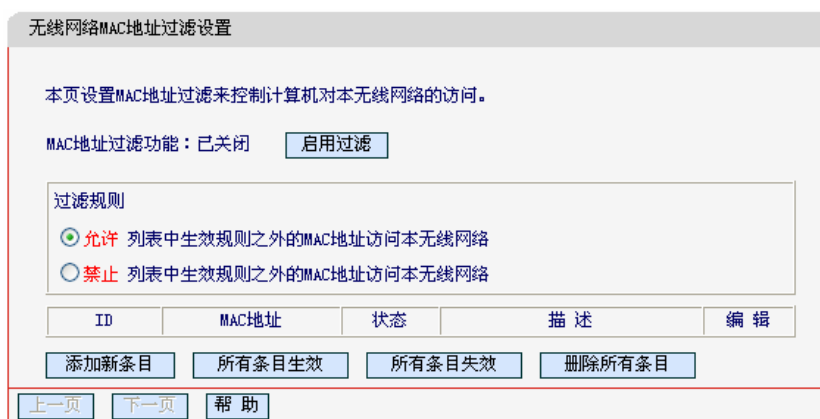 无线网络MAC地址过滤设置
本页设置MAC地址过滤来控制计算机对本无线网络的访问。
MAC地址过滤功能：已关闭 启用过滤
过滤规则
允许 列表中生效规则之外的MAC地址访问本无线网络
禁止 列表中生效规则之外的MAC地址访问本无线网络
ID MAC地址 状态 描 述 编 辑
添加新条目 所有条目生效 所有条目失效 删除所有条目
上一页 下一页 帮 助